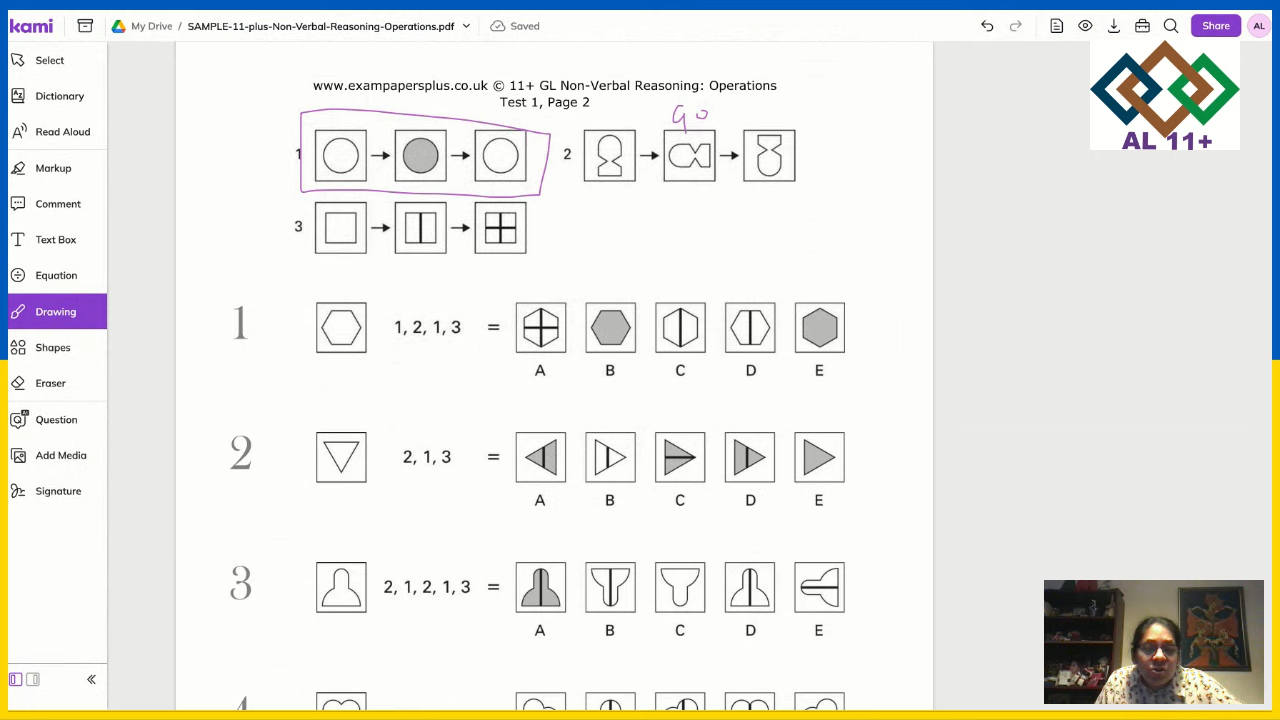 kami
My Drive / SAMPLE-11-plus-Non-Verbal-Reasoning-Operations.pdf
Saved
Share
AL
Select
Dictionary
Read Aloud
Markup
Comment
Text Box
Equation
Drawing
Shapes
Eraser
Question
Add Media
Signature
AL 11+
www.exampapersplus.co.uk © 11+ GL Non-Verbal Reasoning: Operations
Test 1, Page 2
90
1
2
3
1 1, 2, 1, 3 =
A B C D E
2 2, 1, 3 =
A B C D E
3 2, 1, 2, 1, 3 =
A B C D E